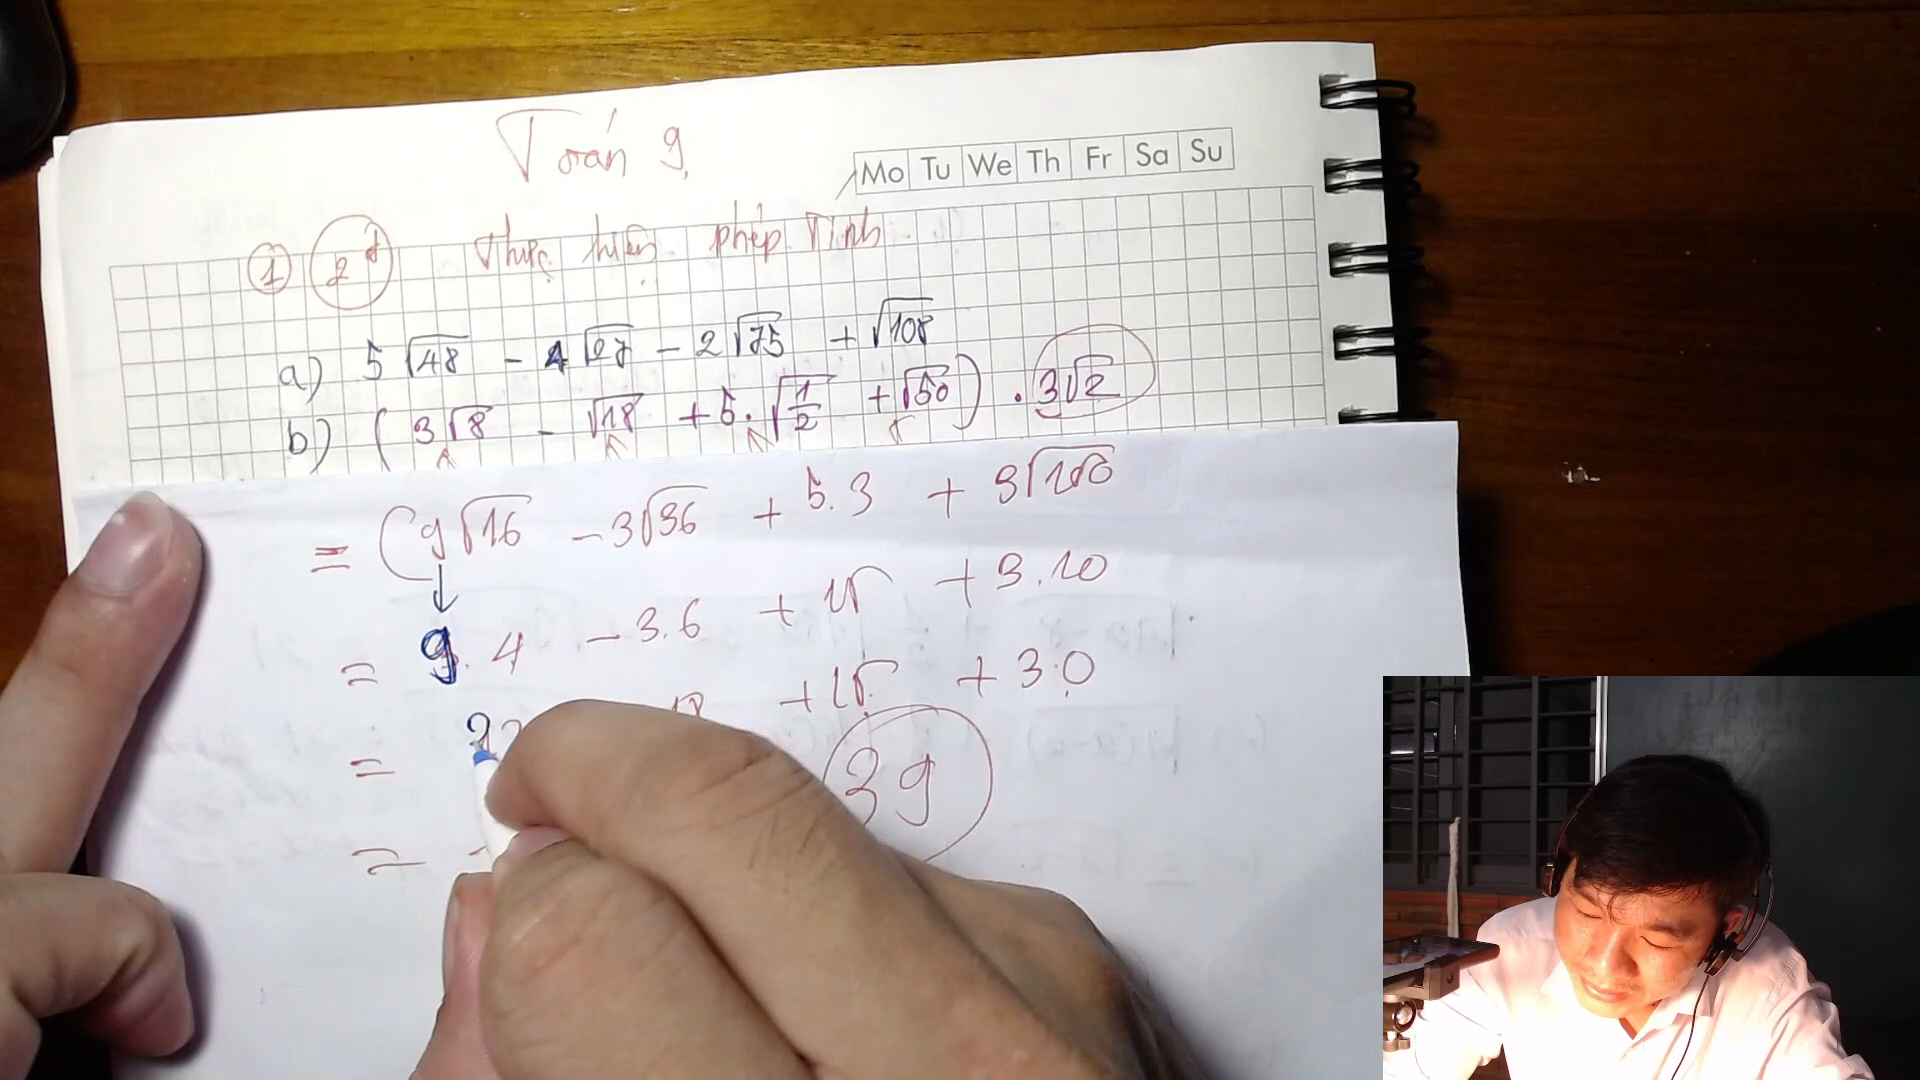 Toán 9.
Mo Tu We Th Fr Sa Su
① 2đ Thực hiện phép tính
a) 5√48 - 4√27 - 2√75 + √108
b) (3√8 - √18 + 5.√(1/2) + √50) . 3√2
= (9√16 - 3√36 + 5.3 + 3√100
↓
= 9.4 - 3.6 + 15 + 3.10
= 18 + 15 + 30
= 39